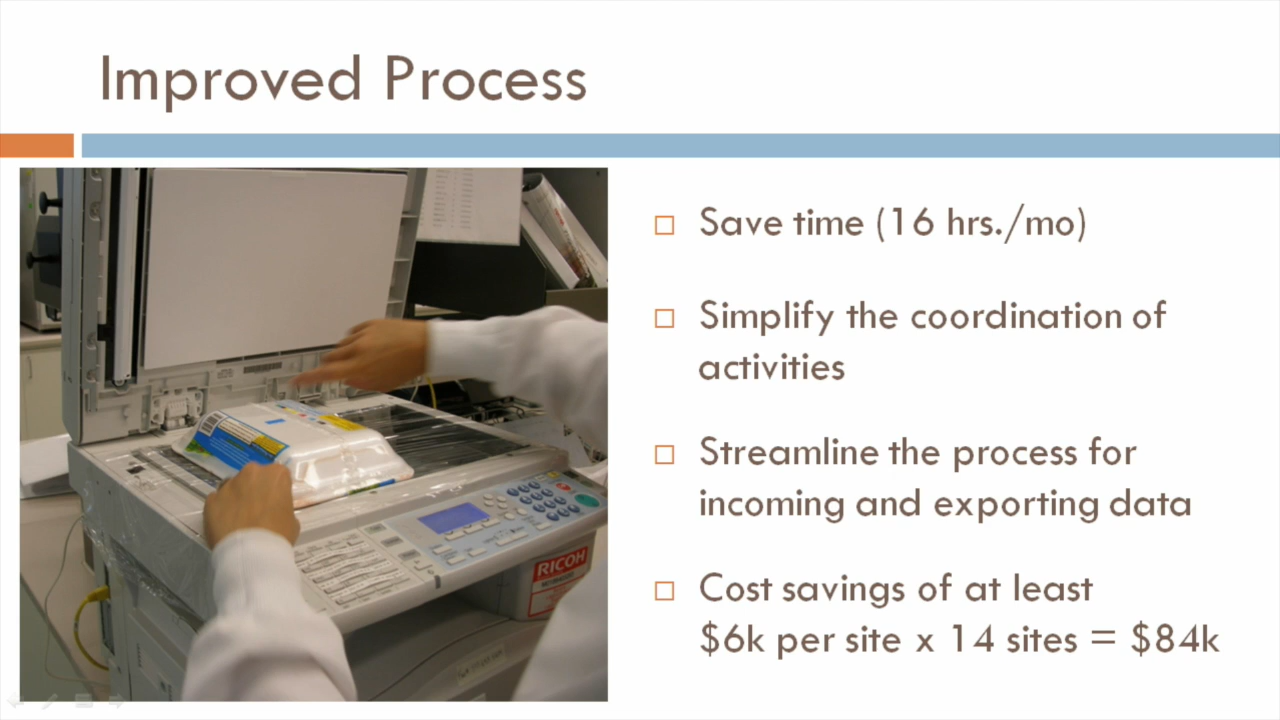 Improved Process
Save time (16 hrs./mo)
Simplify the coordination of
activities
Streamline the process for
incoming and exporting data
Cost savings of at least
$6k per site x 14 sites = $84k
RICOH